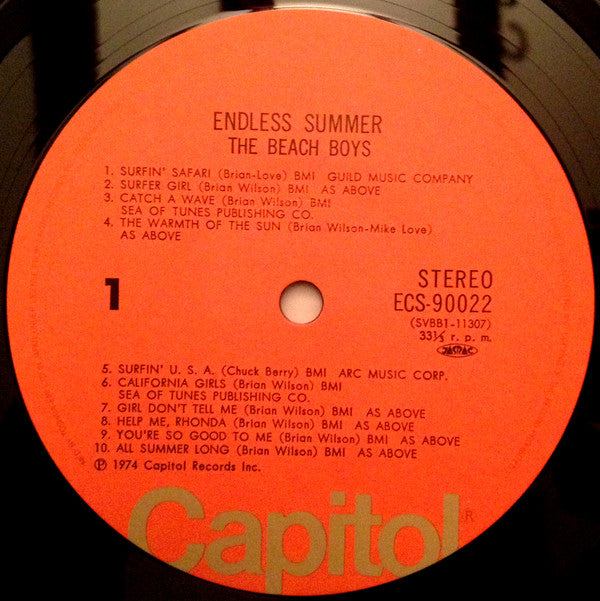 ENDLESS SUMMER
THE BEACH BOYS
1. SURFIN' SAFARI (Brian-Love) BMI GUILD MUSIC COMPANY
2. SURFER GIRL (Brian Wilson) BMI AS ABOVE
3. CATCH A WAVE (Brian Wilson) BMI
SEA OF TUNES PUBLISHING CO.
4. THE WARMTH OF THE SUN (Brian Wilson-Mike Love)
AS ABOVE
1
STEREO
ECS-90022
(SVBB1-11307)
33⅓ r. p. m.
JASRAC
5. SURFIN' U. S. A. (Chuck Berry) BMI ARC MUSIC CORP.
6. CALIFORNIA GIRLS (Brian Wilson) BMI
SEA OF TUNES PUBLISHING CO.
7. GIRL DON'T TELL ME (Brian Wilson) BMI AS ABOVE
8. HELP ME, RHONDA (Brian Wilson) BMI AS ABOVE
9. YOU'RE SO GOOD TO ME (Brian Wilson) BMI AS ABOVE
10. ALL SUMMER LONG (Brian Wilson) BMI AS ABOVE
℗ 1974 Capitol Records Inc.
Capitol®